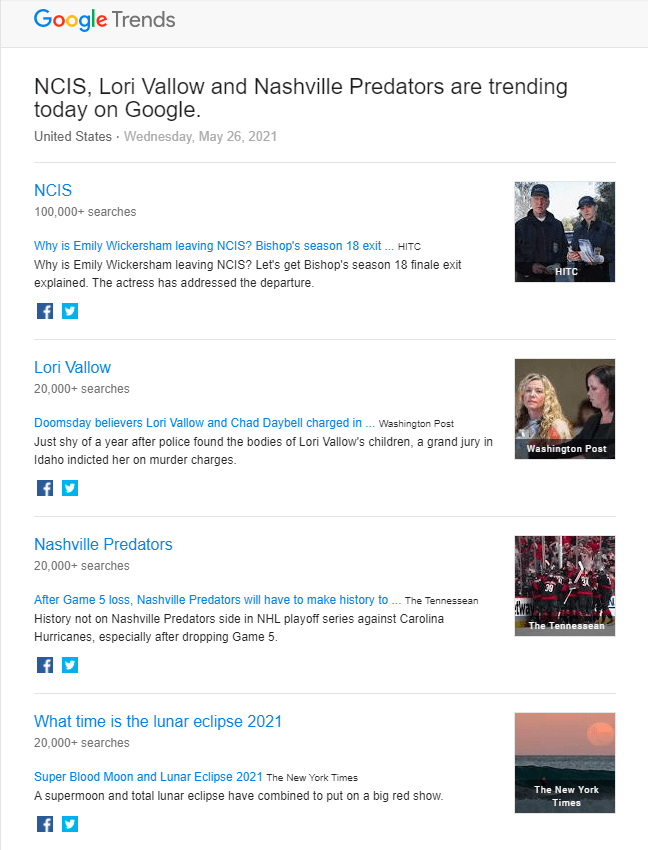 Google Trends
NCIS, Lori Vallow and Nashville Predators are trending
today on Google.
United States · Wednesday, May 26, 2021
NCIS
100,000+ searches
Why is Emily Wickersham leaving NCIS? Bishop's season 18 exit ... HITC
Why is Emily Wickersham leaving NCIS? Let's get Bishop's season 18 finale exit
explained. The actress has addressed the departure.
HITC
Lori Vallow
20,000+ searches
Doomsday believers Lori Vallow and Chad Daybell charged in ... Washington Post
Just shy of a year after police found the bodies of Lori Vallow's children, a grand jury in
Idaho indicted her on murder charges.
Washington Post
Nashville Predators
20,000+ searches
After Game 5 loss, Nashville Predators will have to make history to ... The Tennessean
History not on Nashville Predators side in NHL playoff series against Carolina
Hurricanes, especially after dropping Game 5.
The Tennessean
What time is the lunar eclipse 2021
20,000+ searches
Super Blood Moon and Lunar Eclipse 2021 The New York Times
A supermoon and total lunar eclipse have combined to put on a big red show.
The New York
Times